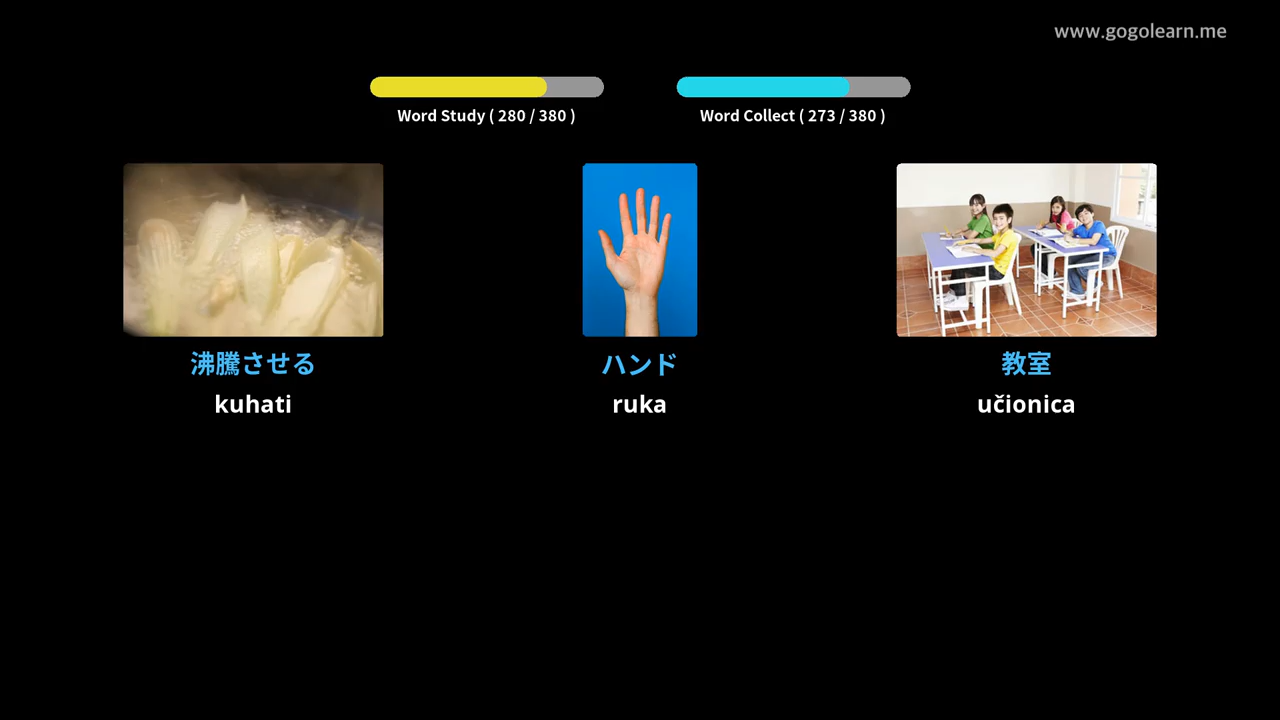 www.gogolearn.me
Word Study ( 280 / 380 )
Word Collect ( 273 / 380 )
沸騰させる
ハンド
教室
kuhati
ruka
učionica